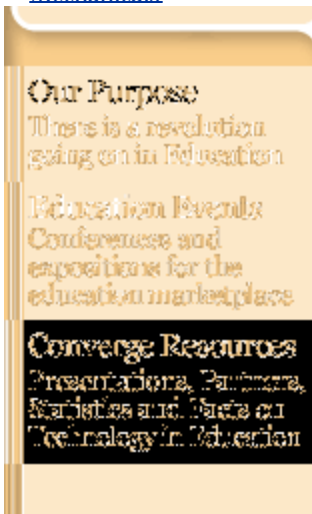 Our Purpose
There is a revolution
going on in Education
Education Events
Conferences and
expositions for the
education marketplace
Converge Resources
Presentations, Partners,
Statistics and Facts on
Technology in Education